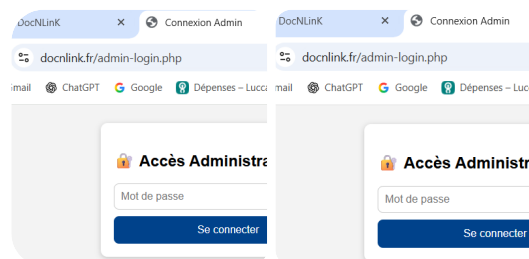 DocNLinK Connexion Admin
docnlink.fr/admin-login.php
Gmail ChatGPT Google Dépenses – Lucca
Accès Administra
Mot de passe
Se connecter
DocNLinK Connexion Admin
docnlink.fr/admin-login.php
mail ChatGPT Google Dépenses – Lucc
Accès Administr
Mot de passe
Se connecter